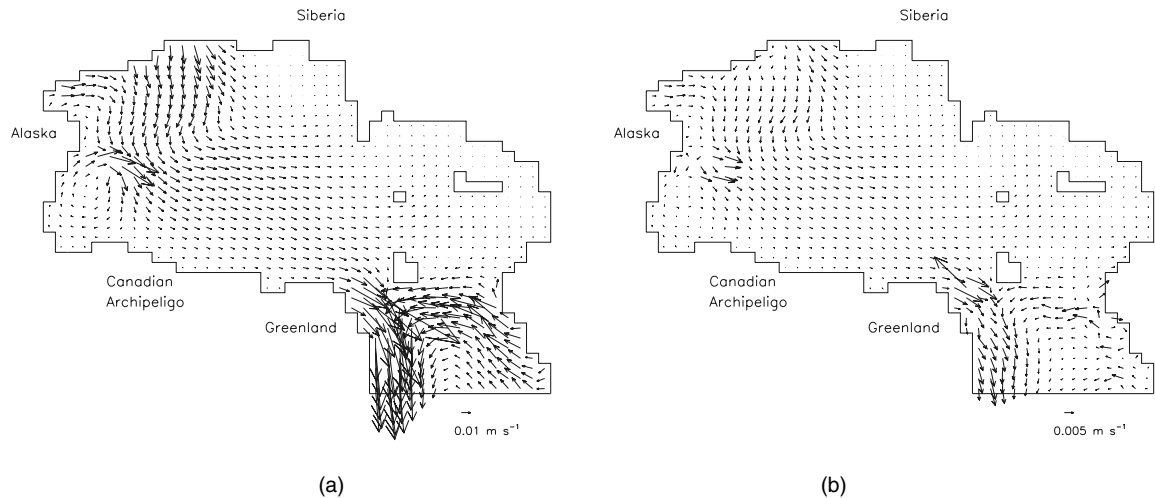 Siberia
Alaska
Canadian
Archipeligo
Greenland
0.01 m s⁻¹
(a)
Siberia
Alaska
Canadian
Archipeligo
Greenland
0.005 m s⁻¹
(b)